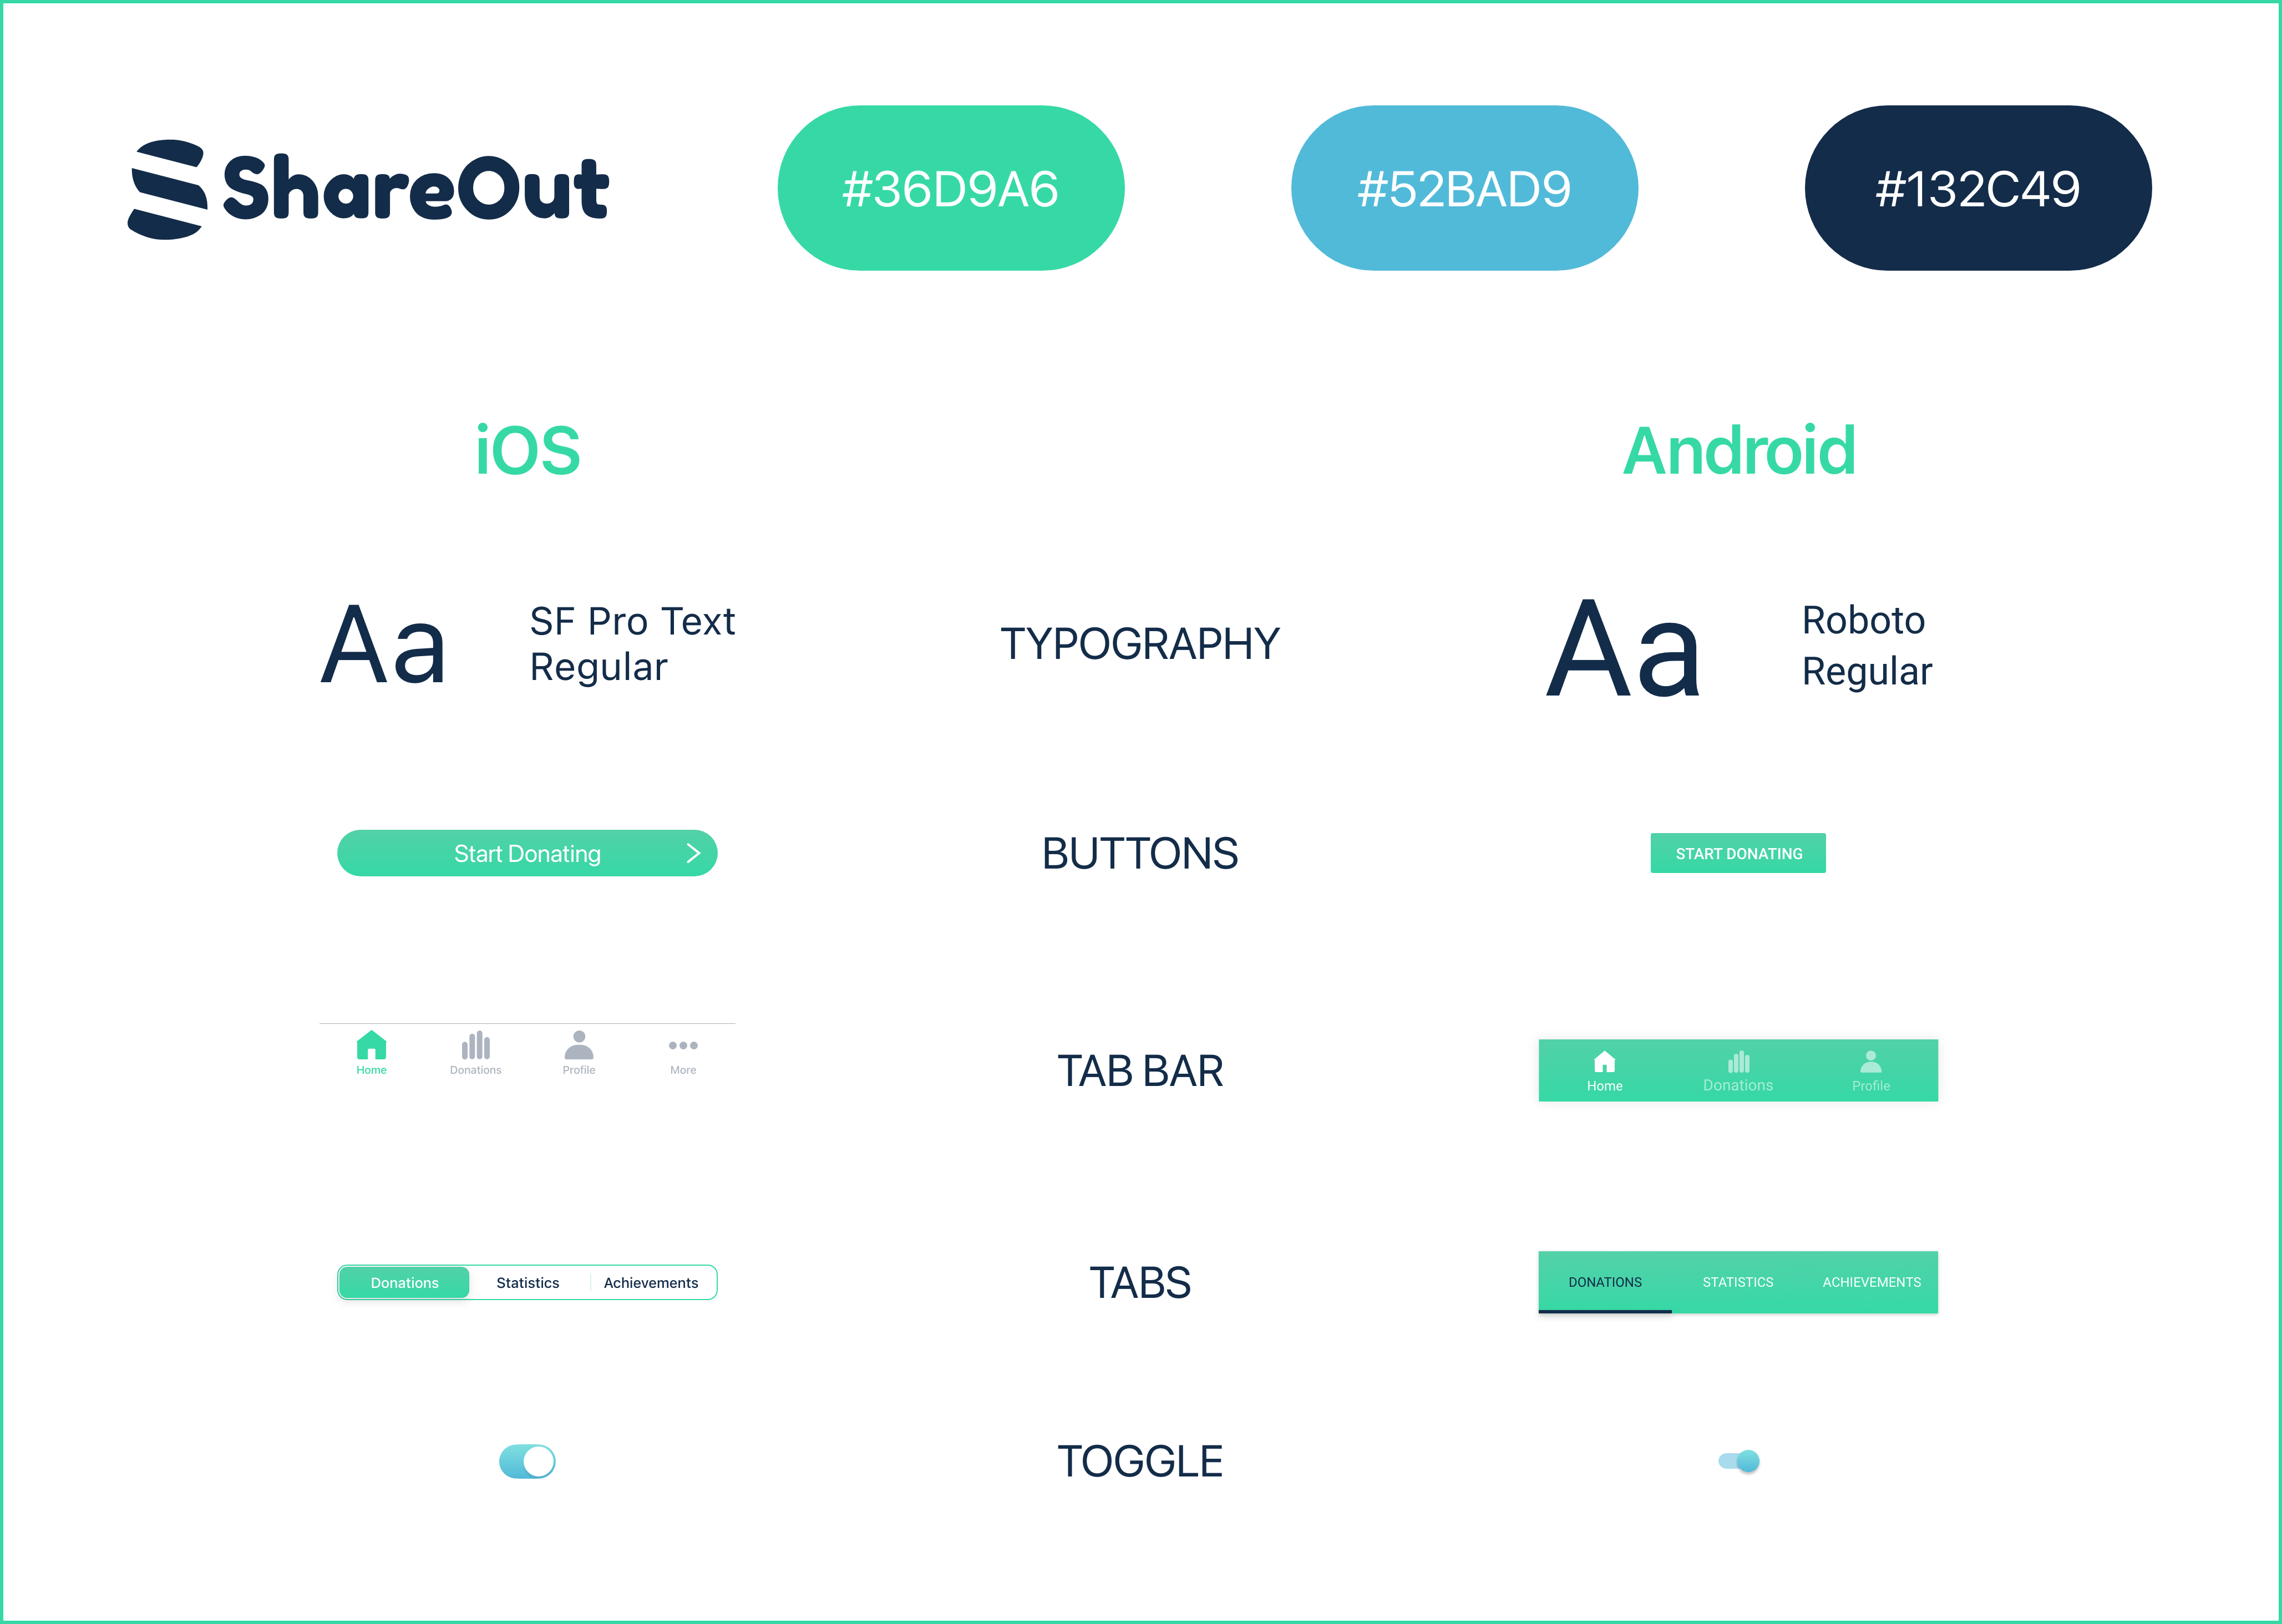 ShareOut
#36D9A6
#52BAD9
#132C49
iOS
Android
Aa
SF Pro Text
Regular
TYPOGRAPHY
Aa
Roboto
Regular
Start Donating
BUTTONS
START DONATING
Home
Donations
Profile
More
TAB BAR
Home
Donations
Profile
Donations
Statistics
Achievements
TABS
DONATIONS
STATISTICS
ACHIEVEMENTS
TOGGLE